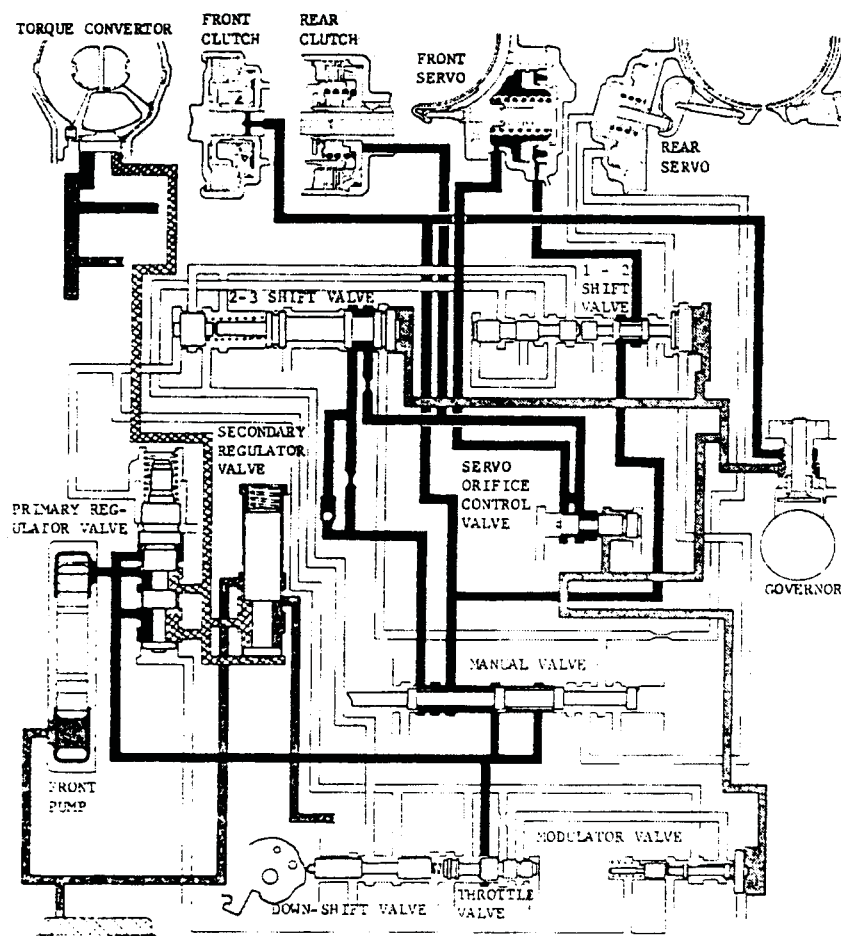 TORQUE CONVERTOR
FRONT
CLUTCH
REAR
CLUTCH
FRONT
SERVO
REAR
SERVO
2-3 SHIFT VALVE
1 - 2
SHIFT
VALVE
SECONDARY
REGULATOR
VALVE
SERVO
ORIFICE
CONTROL
VALVE
PRIMARY REG-
ULATOR VALVE
GOVERNOR
MANUAL VALVE
FRONT
PUMP
MODULATOR VALVE
DOWN-SHIFT VALVE
THROTTLE
VALVE